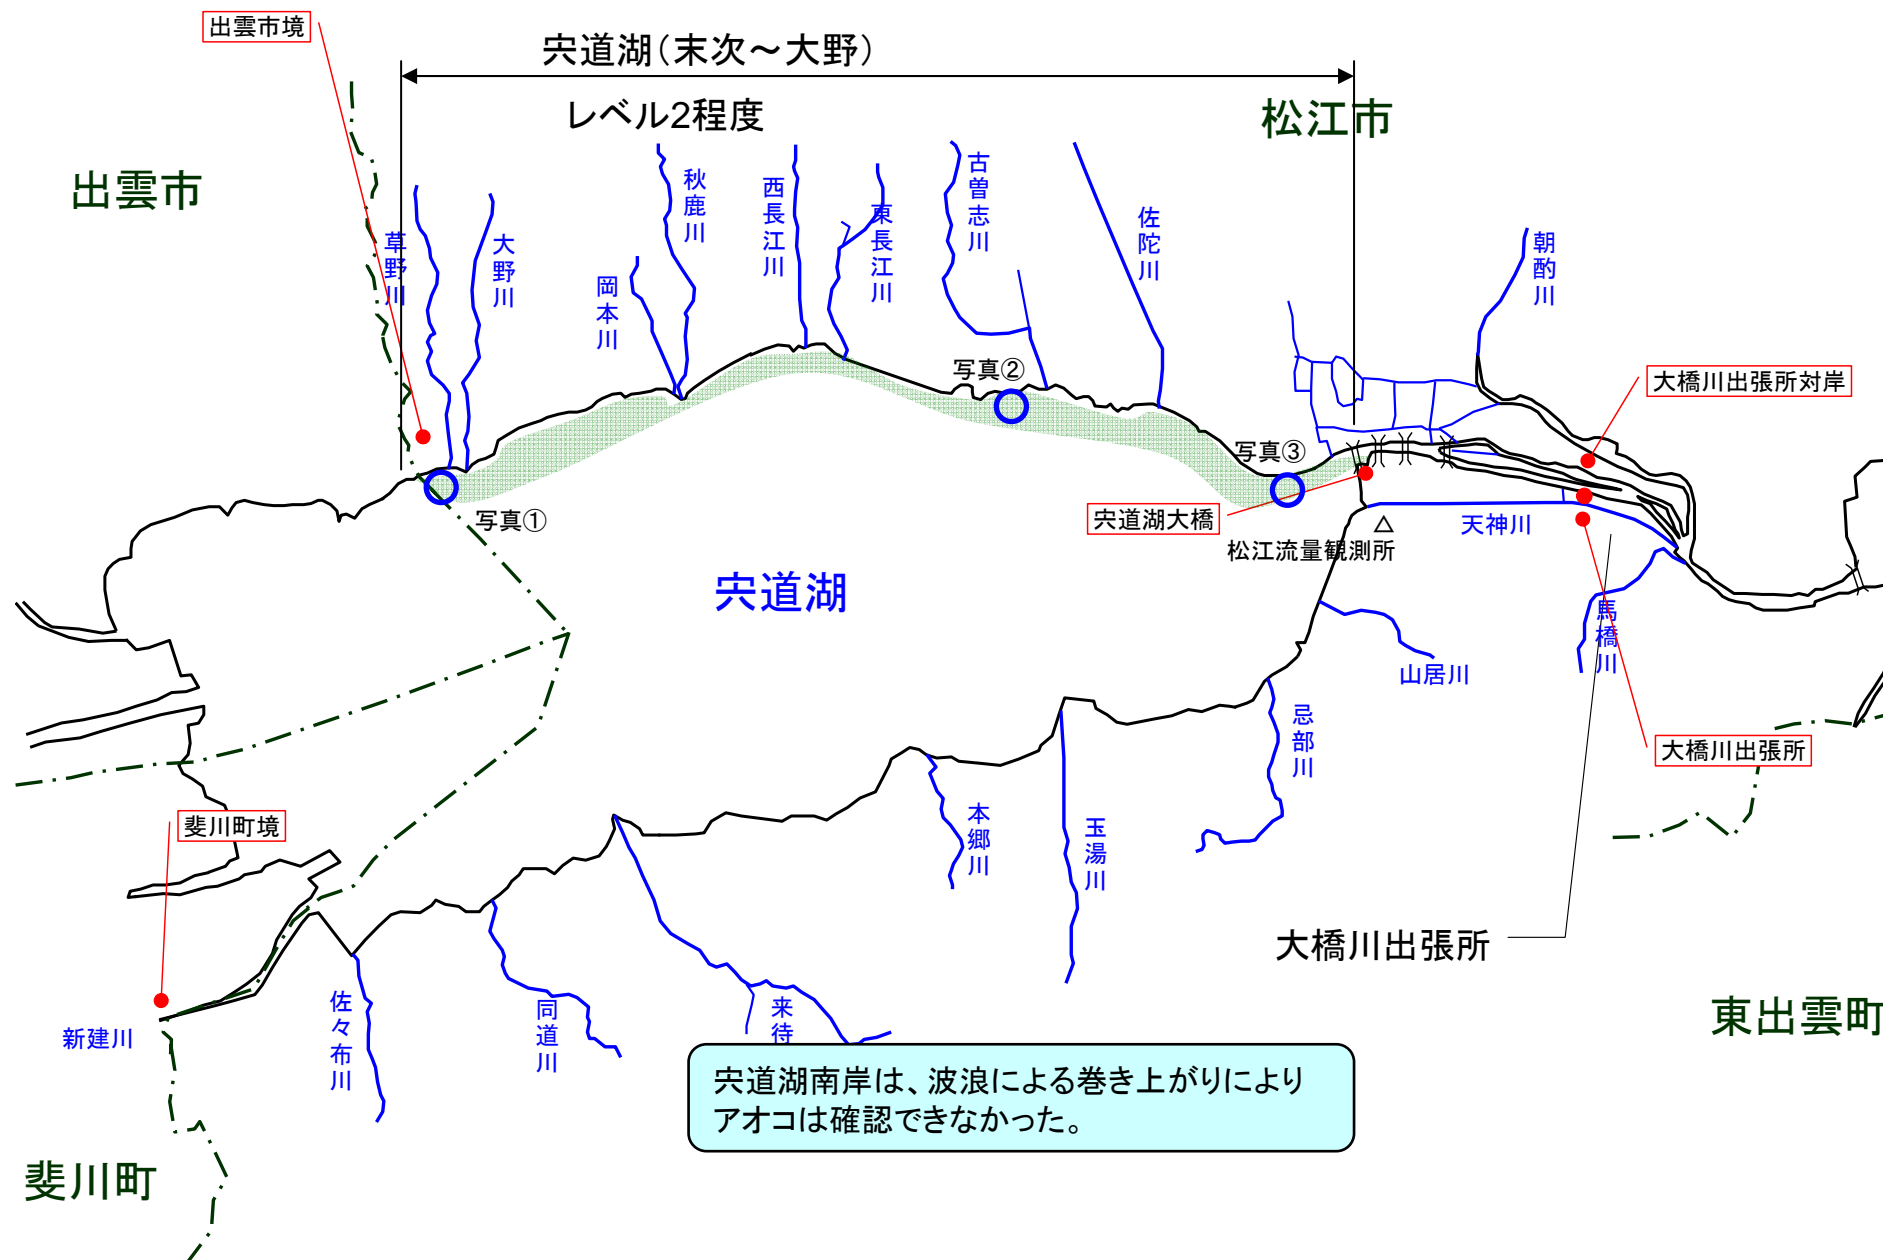 出雲市境
宍道湖(末次～大野)
レベル2程度
松江市
出雲市
草野川
大野川
岡本川
秋鹿川
西長江川
東長江川
古曽志川
佐陀川
朝酌川
写真②
大橋川出張所対岸
写真③
写真①
宍道湖大橋
天神川
松江流量観測所
宍道湖
馬橋川
山居川
忌部川
大橋川出張所
斐川町境
本郷川
玉湯川
大橋川出張所
新建川
佐々布川
同道川
来待
東出雲町
宍道湖南岸は、波浪による巻き上がりにより
アオコは確認できなかった。
斐川町